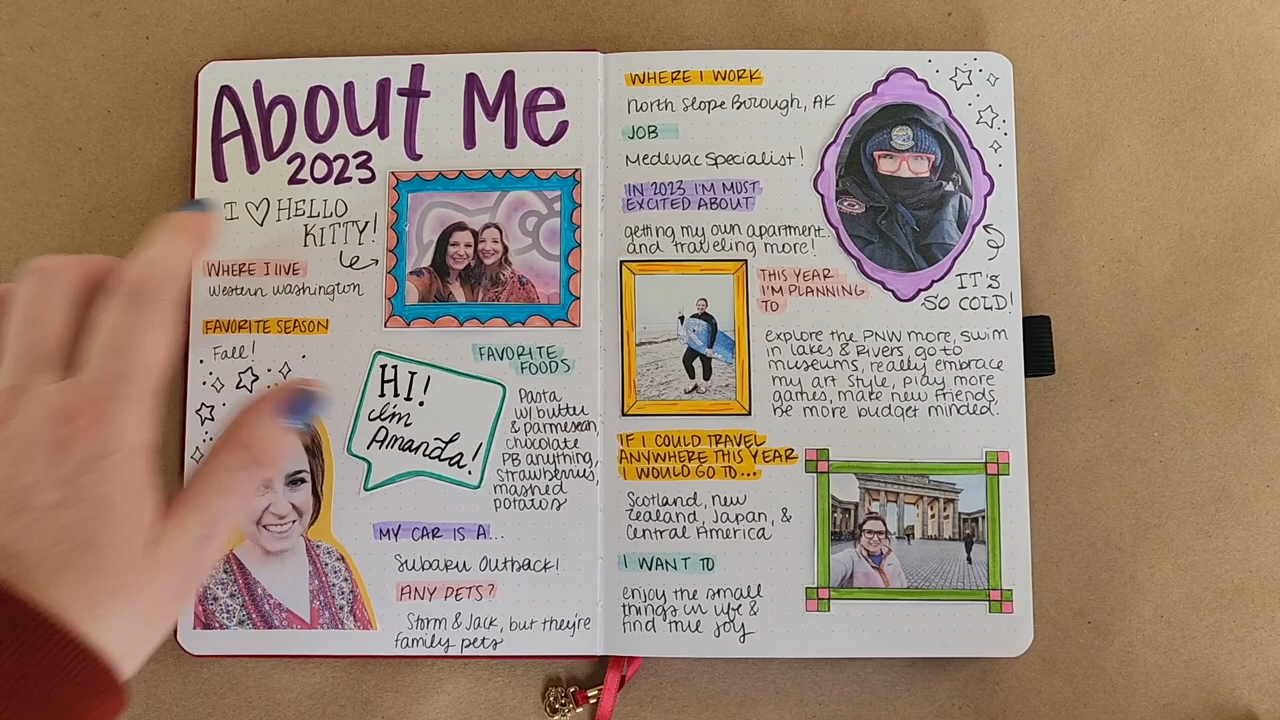 About Me
2023
I ♡ HELLO
KITTY!
WHERE I LIVE
Western Washington
FAVORITE SEASON
Fall!
HI!
I'm
Amanda!
FAVORITE
FOODS
Pasta
w/ butter
& parmesean,
chocolate
PB anything,
strawberries,
mashed
potatos
MY CAR IS A...
Subaru Outback!
ANY PETS?
Storm & Jack, but they're
family pets
WHERE I WORK
North Slope Borough, AK
JOB
Medevac Specialist!
IN 2023 I'M MOST
EXCITED ABOUT
getting my own apartment
and traveling more!
IT'S
SO COLD!
THIS YEAR
I'M PLANNING
TO
explore the PNW more, swim
in lakes & Rivers, go to
museums, really embrace
my art style, play more
games, make new friends,
be more budget minded.
IF I COULD TRAVEL
ANYWHERE THIS YEAR
I WOULD GO TO...
Scotland, new
Zealand, Japan, &
Central America
I WANT TO
enjoy the small
things in life &
find true joy